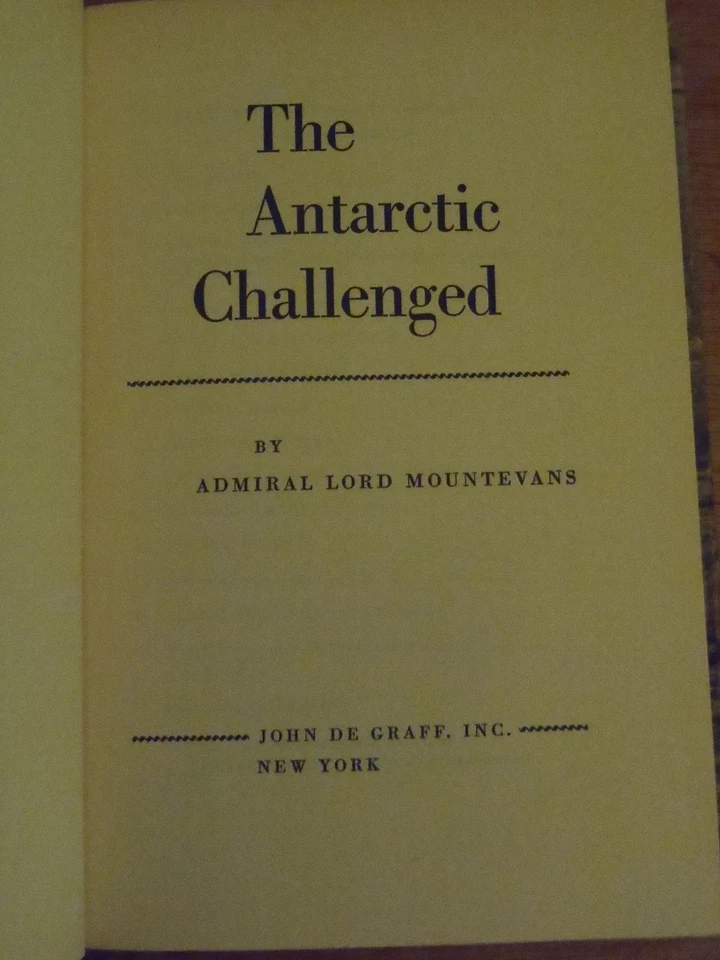 The
Antarctic
Challenged
BY
ADMIRAL LORD MOUNTEVANS
JOHN DE GRAFF, INC.
NEW YORK